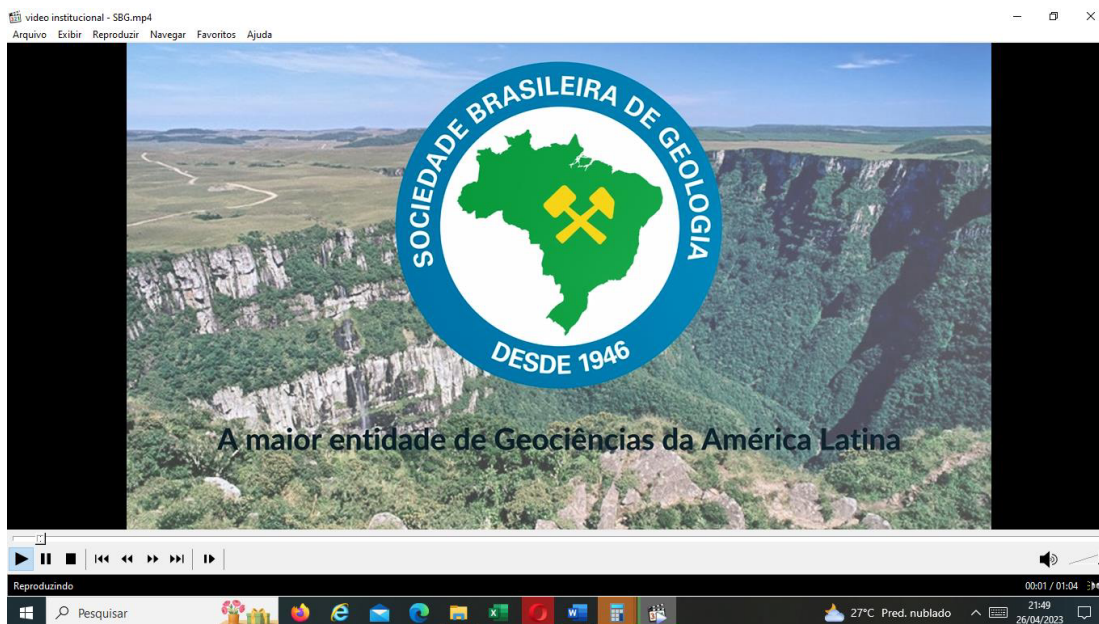 video institucional - SBG.mp4
Arquivo Exibir Reproduzir Navegar Favoritos Ajuda
SOCIEDADE BRASILEIRA DE GEOLOGIA
DESDE 1946
A maior entidade de Geociências da América Latina
Reproduzindo
00:01 / 01:04
Pesquisar
27°C Pred. nublado
21:49
26/04/2023